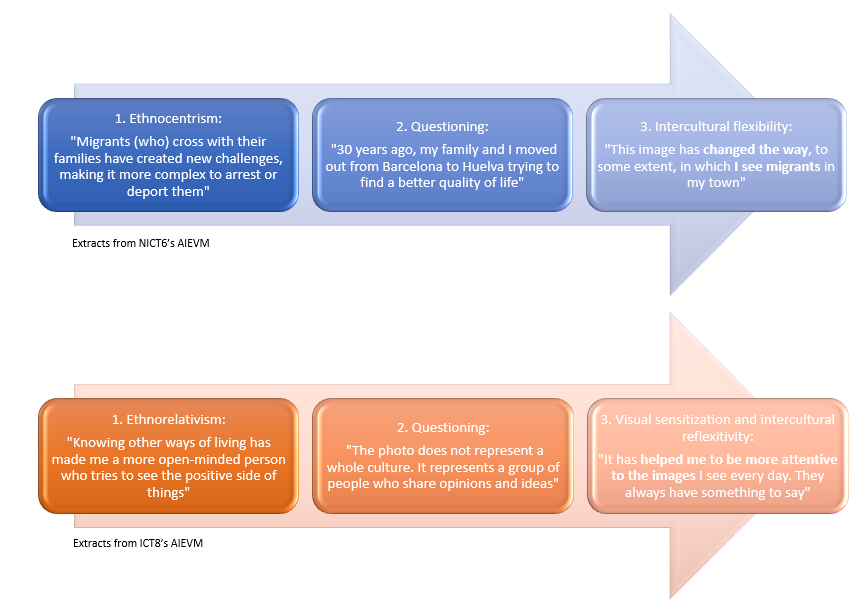 1. Ethnocentrism:
"Migrants (who) cross with their
families have created new challenges,
making it more complex to arrest or
deport them"
2. Questioning:
"30 years ago, my family and I moved
out from Barcelona to Huelva trying to
find a better quality of life"
3. Intercultural flexibility:
"This image has changed the way, to
some extent, in which I see migrants in
my town"
Extracts from NICT6's AIEVM
1. Ethnorelativism:
"Knowing other ways of living has
made me a more open-minded person
who tries to see the positive side of
things"
2. Questioning:
"The photo does not represent a
whole culture. It represents a group of
people who share opinions and ideas"
3. Visual sensitization and intercultural
reflexitivity:
"It has helped me to be more attentive
to the images I see every day. They
always have something to say"
Extracts from ICT8's AIEVM